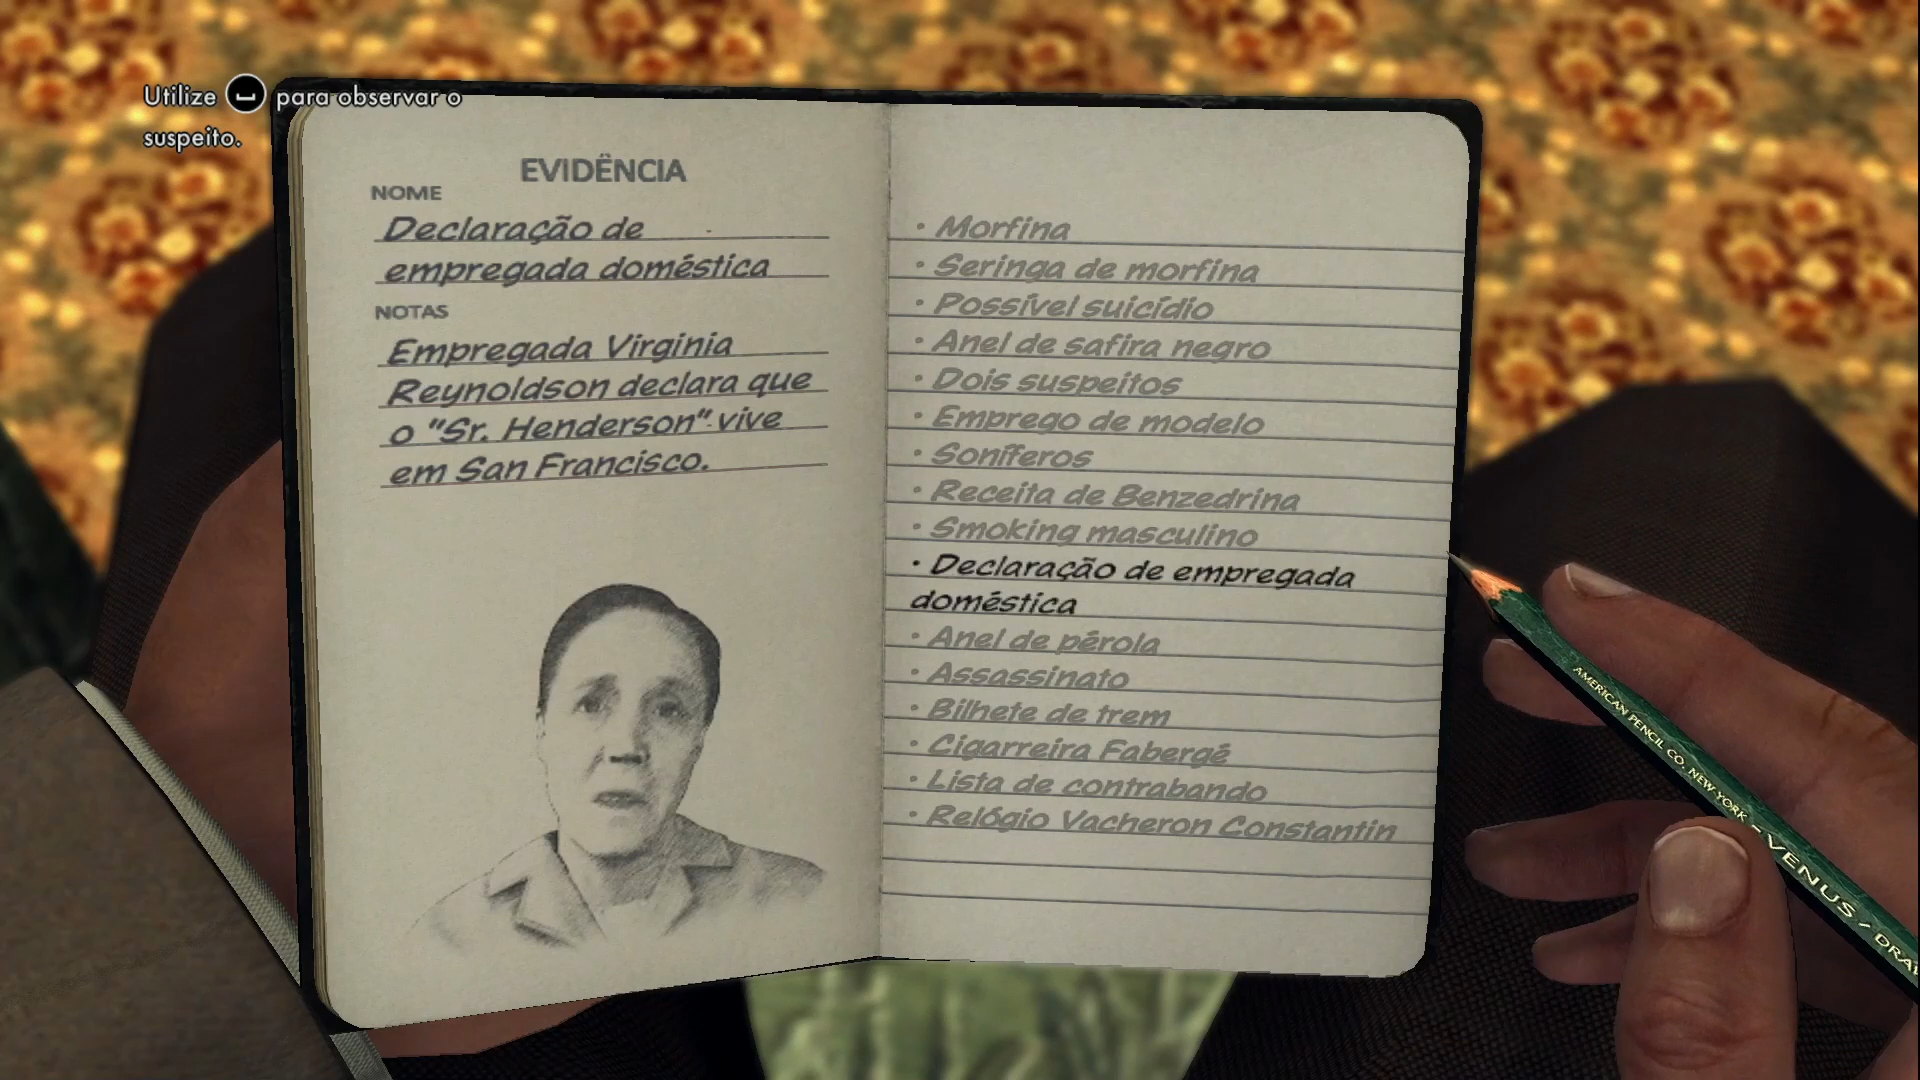 Utilize para observar o
suspeito.
EVIDÊNCIA
NOME
Declaração de
empregada doméstica
NOTAS
Empregada Virginia
Reynoldson declara que
o "Sr. Henderson" vive
em San Francisco.
• Morfina
• Seringa de morfina
• Possível suicídio
• Anel de safira negro
• Dois suspeitos
• Emprego de modelo
• Soníferos
• Receita de Benzedrina
• Smoking masculino
• Declaração de empregada
doméstica
• Anel de pérola
• Assassinato
• Bilhete de trem
• Cigarreira Fabergé
• Lista de contrabando
• Relógio Vacheron Constantin
AMERICAN PENCIL CO. NEW YORK - VENUS /